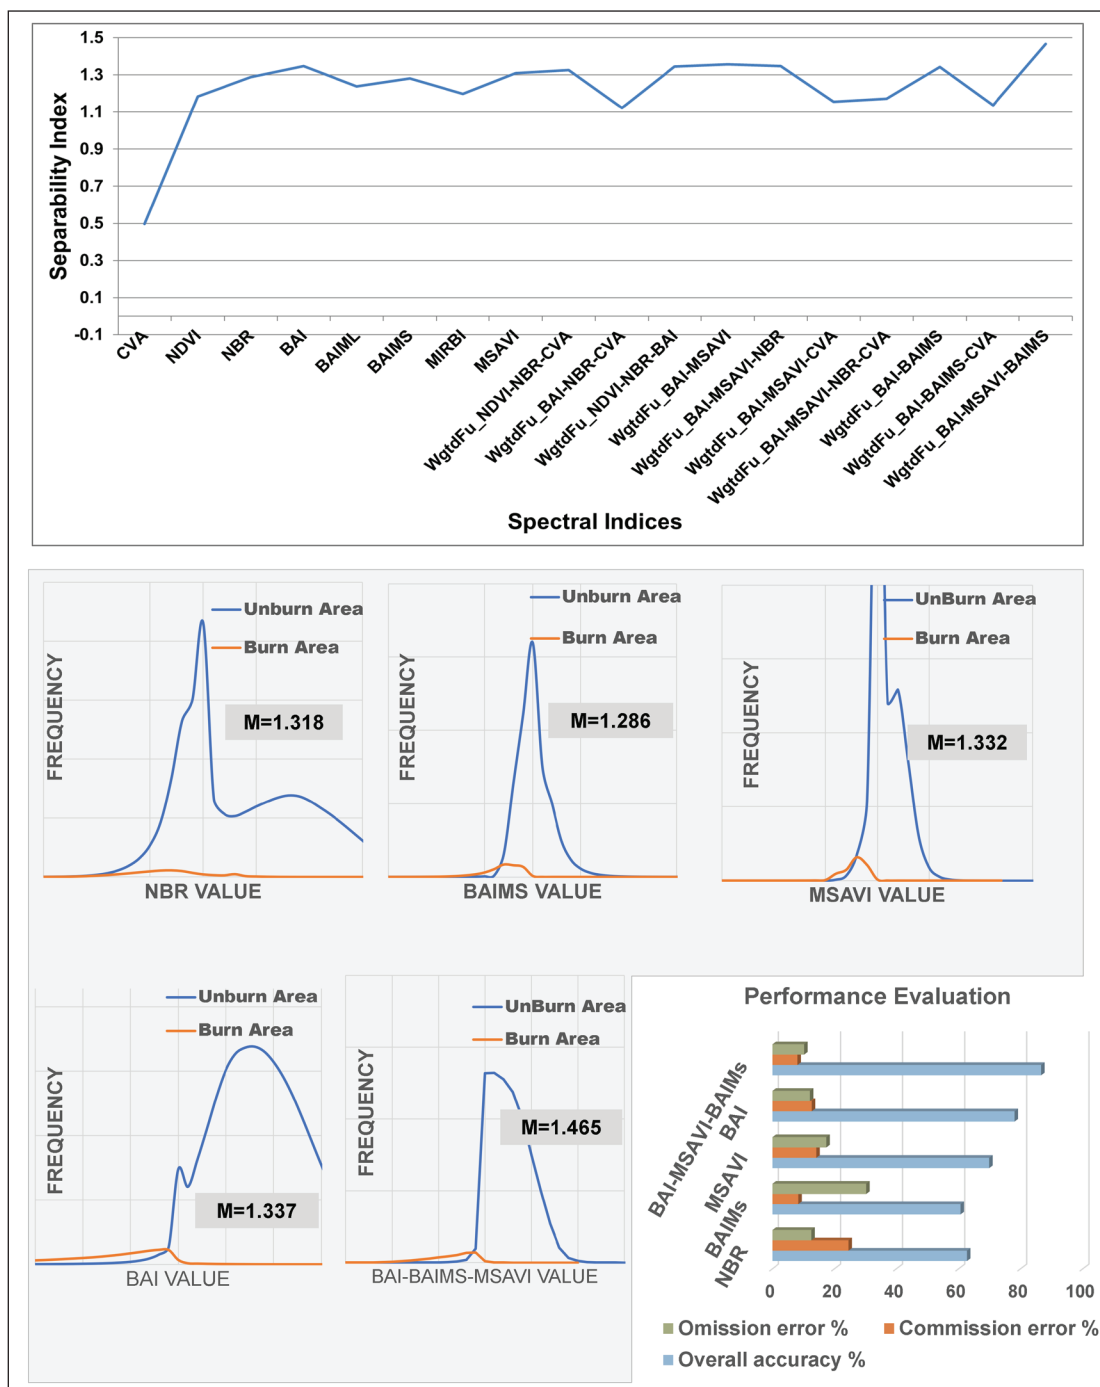 1.5
1.3
1.1
0.9
0.7
0.5
0.3
0.1
-0.1
Separability Index
CVA
NDVI
NBR
BAI
BAIML
BAIMS
MIRBI
MSAVI
WgtdFu_NDVI-NBR-CVA
WgtdFu_BAI-NBR-CVA
WgtdFu_NDVI-NBR-BAI
WgtdFu_BAI-MSAVI
WgtdFu_BAI-MSAVI-NBR
WgtdFu_BAI-MSAVI-CVA
WgtdFu_BAI-MSAVI-NBR-CVA
WgtdFu_BAI-BAIMS
WgtdFu_BAI-BAIMS-CVA
WgtdFu_BAI-MSAVI-BAIMS
Spectral Indices
Unburn Area
Burn Area
M=1.318
FREQUENCY
NBR VALUE
Unburn Area
Burn Area
M=1.286
FREQUENCY
BAIMS VALUE
UnBurn Area
Burn Area
M=1.332
FREQUENCY
MSAVI VALUE
Unburn Area
Burn Area
M=1.337
FREQUENCY
BAI VALUE
UnBurn Area
Burn Area
M=1.465
FREQUENCY
BAI-BAIMS-MSAVI VALUE
Performance Evaluation
BAI-MSAVI-BAIMs
BAI
MSAVI
BAIMs
NBR
0 20 40 60 80 100
Omission error % Commission error %
Overall accuracy %